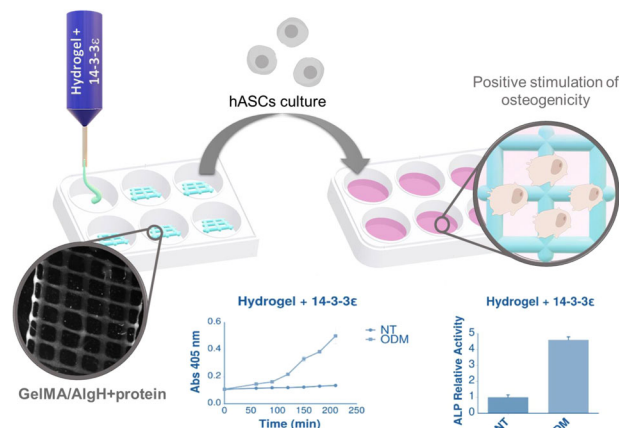 Hydrogel +
14-3-3ε
hASCs culture
Positive stimulation of
osteogenicity
GelMA/AlgH+protein
Hydrogel + 14-3-3ε
Abs 405 nm
0.6
0.4
0.2
0.0
0
50
100
150
200
250
Time (min)
NT
ODM
Hydrogel + 14-3-3ε
ALP Relative Activity
5
4
3
2
1
0
NT